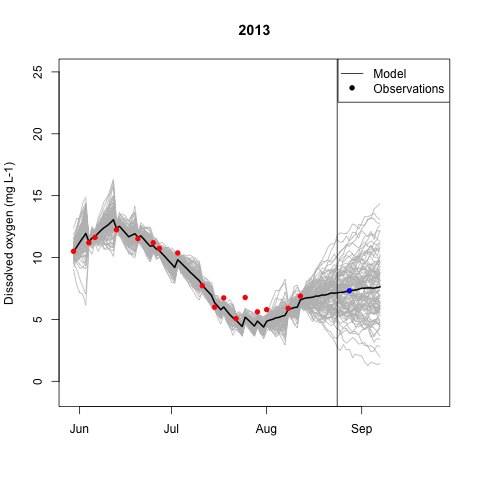 2013
Model
Observations
Dissolved oxygen (mg L-1)
25
20
15
10
5
0
Jun
Jul
Aug
Sep